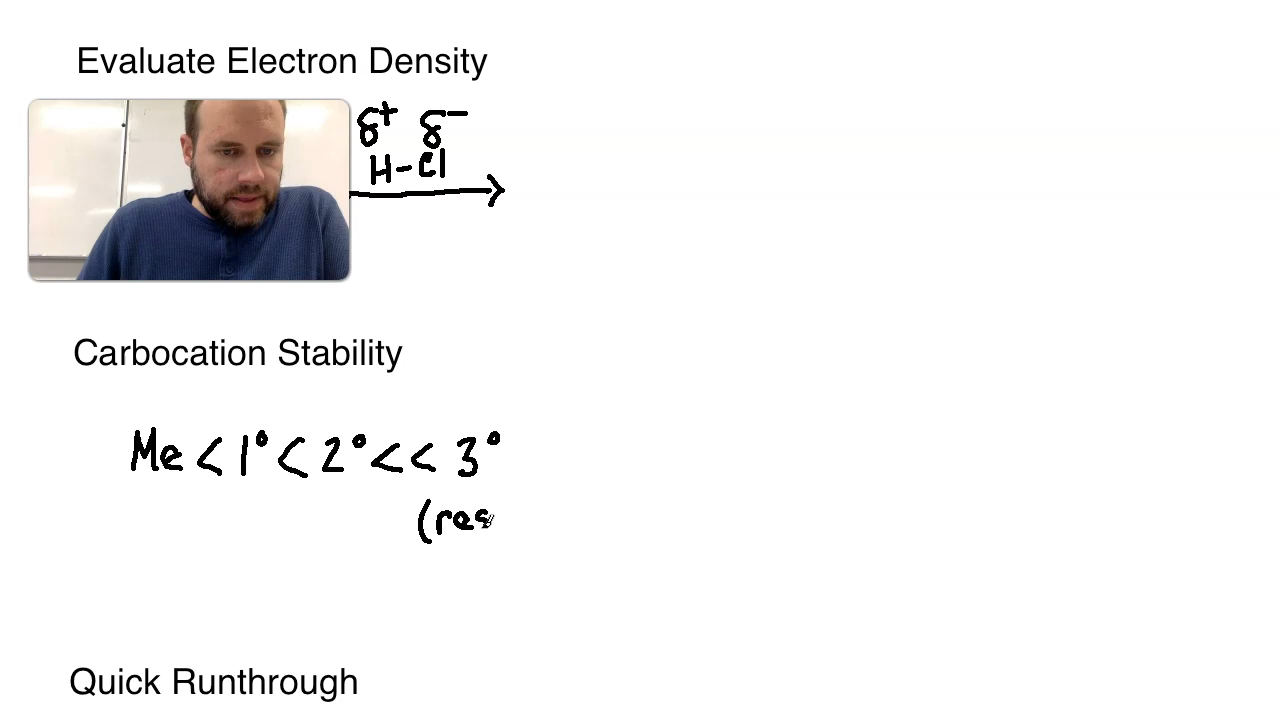 Evaluate Electron Density
δ+ δ−
H-Cl
Carbocation Stability
Me < 1° < 2° << 3°
(res
Quick Runthrough